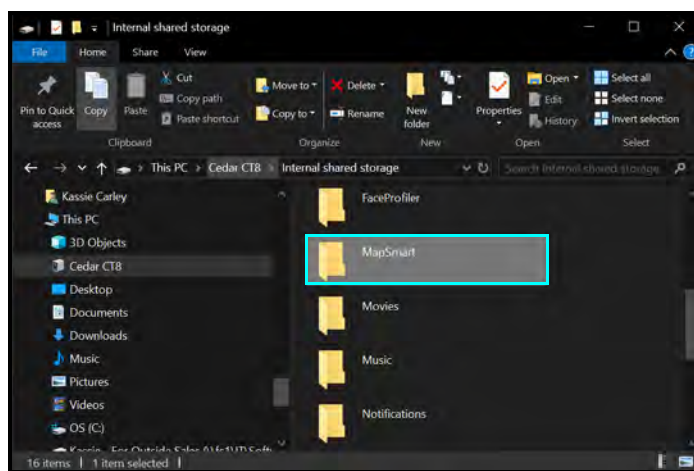 Internal shared storage
File Home Share View
Pin to Quick access
Copy
Paste
Cut
Copy path
Paste shortcut
Clipboard
Move to
Copy to
Delete
Rename
Organize
New folder
New
Properties
Open
Edit
History
Open
Select all
Select none
Invert selection
Select
This PC > Cedar CT8 > Internal shared storage
Search Internal shared storage
Kassie Carley
This PC
3D Objects
Cedar CT8
Desktop
Documents
Downloads
Music
Pictures
Videos
OS (C:)
FaceProfiler
MapSmart
Movies
Music
Notifications
16 items 1 item selected